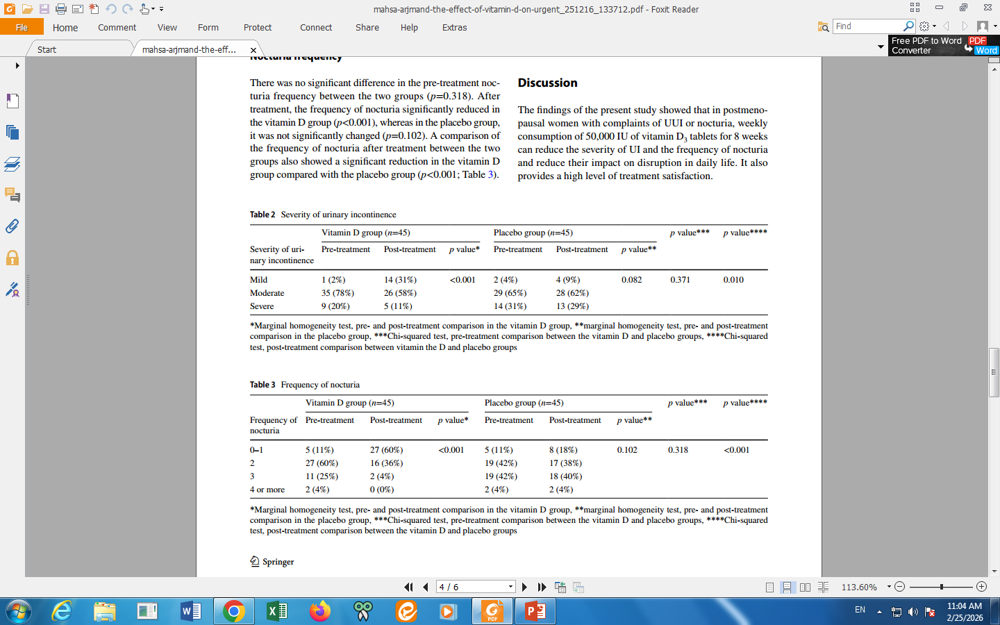 mahsa-arjmand-the-effect-of-vitamin-d-on-urgent_251216_133712.pdf - Foxit Reader
File Home Comment View Form Protect Connect Share Help Extras
Find
Start
mahsa-arjmand-the-eff... x
Free PDF to Word
Converter
PDF
Word
Nocturia frequency
There was no significant difference in the pre-treatment noc-
turia frequency between the two groups (p=0.318). After
treatment, the frequency of nocturia significantly reduced in
the vitamin D group (p<0.001), whereas in the placebo group,
it was not significantly changed (p=0.102). A comparison of
the frequency of nocturia after treatment between the two
groups also showed a significant reduction in the vitamin D
group compared with the placebo group (p<0.001; Table 3).
Discussion
The findings of the present study showed that in postmeno-
pausal women with complaints of UUI or nocturia, weekly
consumption of 50,000 IU of vitamin D3 tablets for 8 weeks
can reduce the severity of UI and the frequency of nocturia
and reduce their impact on disruption in daily life. It also
provides a high level of treatment satisfaction.
Table 2 Severity of urinary incontinence
Vitamin D group (n=45) Placebo group (n=45) p value*** p value****
Severity of uri- Pre-treatment Post-treatment p value* Pre-treatment Post-treatment p value**
nary incontinence
Mild 1 (2%) 14 (31%) <0.001 2 (4%) 4 (9%) 0.082 0.371 0.010
Moderate 35 (78%) 26 (58%) 29 (65%) 28 (62%)
Severe 9 (20%) 5 (11%) 14 (31%) 13 (29%)
*Marginal homogeneity test, pre- and post-treatment comparison in the vitamin D group, **marginal homogeneity test, pre- and post-treatment
comparison in the placebo group, ***Chi-squared test, pre-treatment comparison between the vitamin D and placebo groups, ****Chi-squared
test, post-treatment comparison between vitamin the D and placebo groups
Table 3 Frequency of nocturia
Vitamin D group (n=45) Placebo group (n=45) p value*** p value****
Frequency of Pre-treatment Post-treatment p value* Pre-treatment Post-treatment p value**
nocturia
0–1 5 (11%) 27 (60%) <0.001 5 (11%) 8 (18%) 0.102 0.318 <0.001
2 27 (60%) 16 (36%) 19 (42%) 17 (38%)
3 11 (25%) 2 (4%) 19 (42%) 18 (40%)
4 or more 2 (4%) 0 (0%) 2 (4%) 2 (4%)
*Marginal homogeneity test, pre- and post-treatment comparison in the vitamin D group, **marginal homogeneity test, pre- and post-treatment
comparison in the placebo group, ***Chi-squared test, pre-treatment comparison between the vitamin D and placebo groups, ****Chi-squared
test, post-treatment comparison between the vitamin D and placebo groups
Springer
4 / 6
113.60%
EN
11:04 AM
2/25/2026